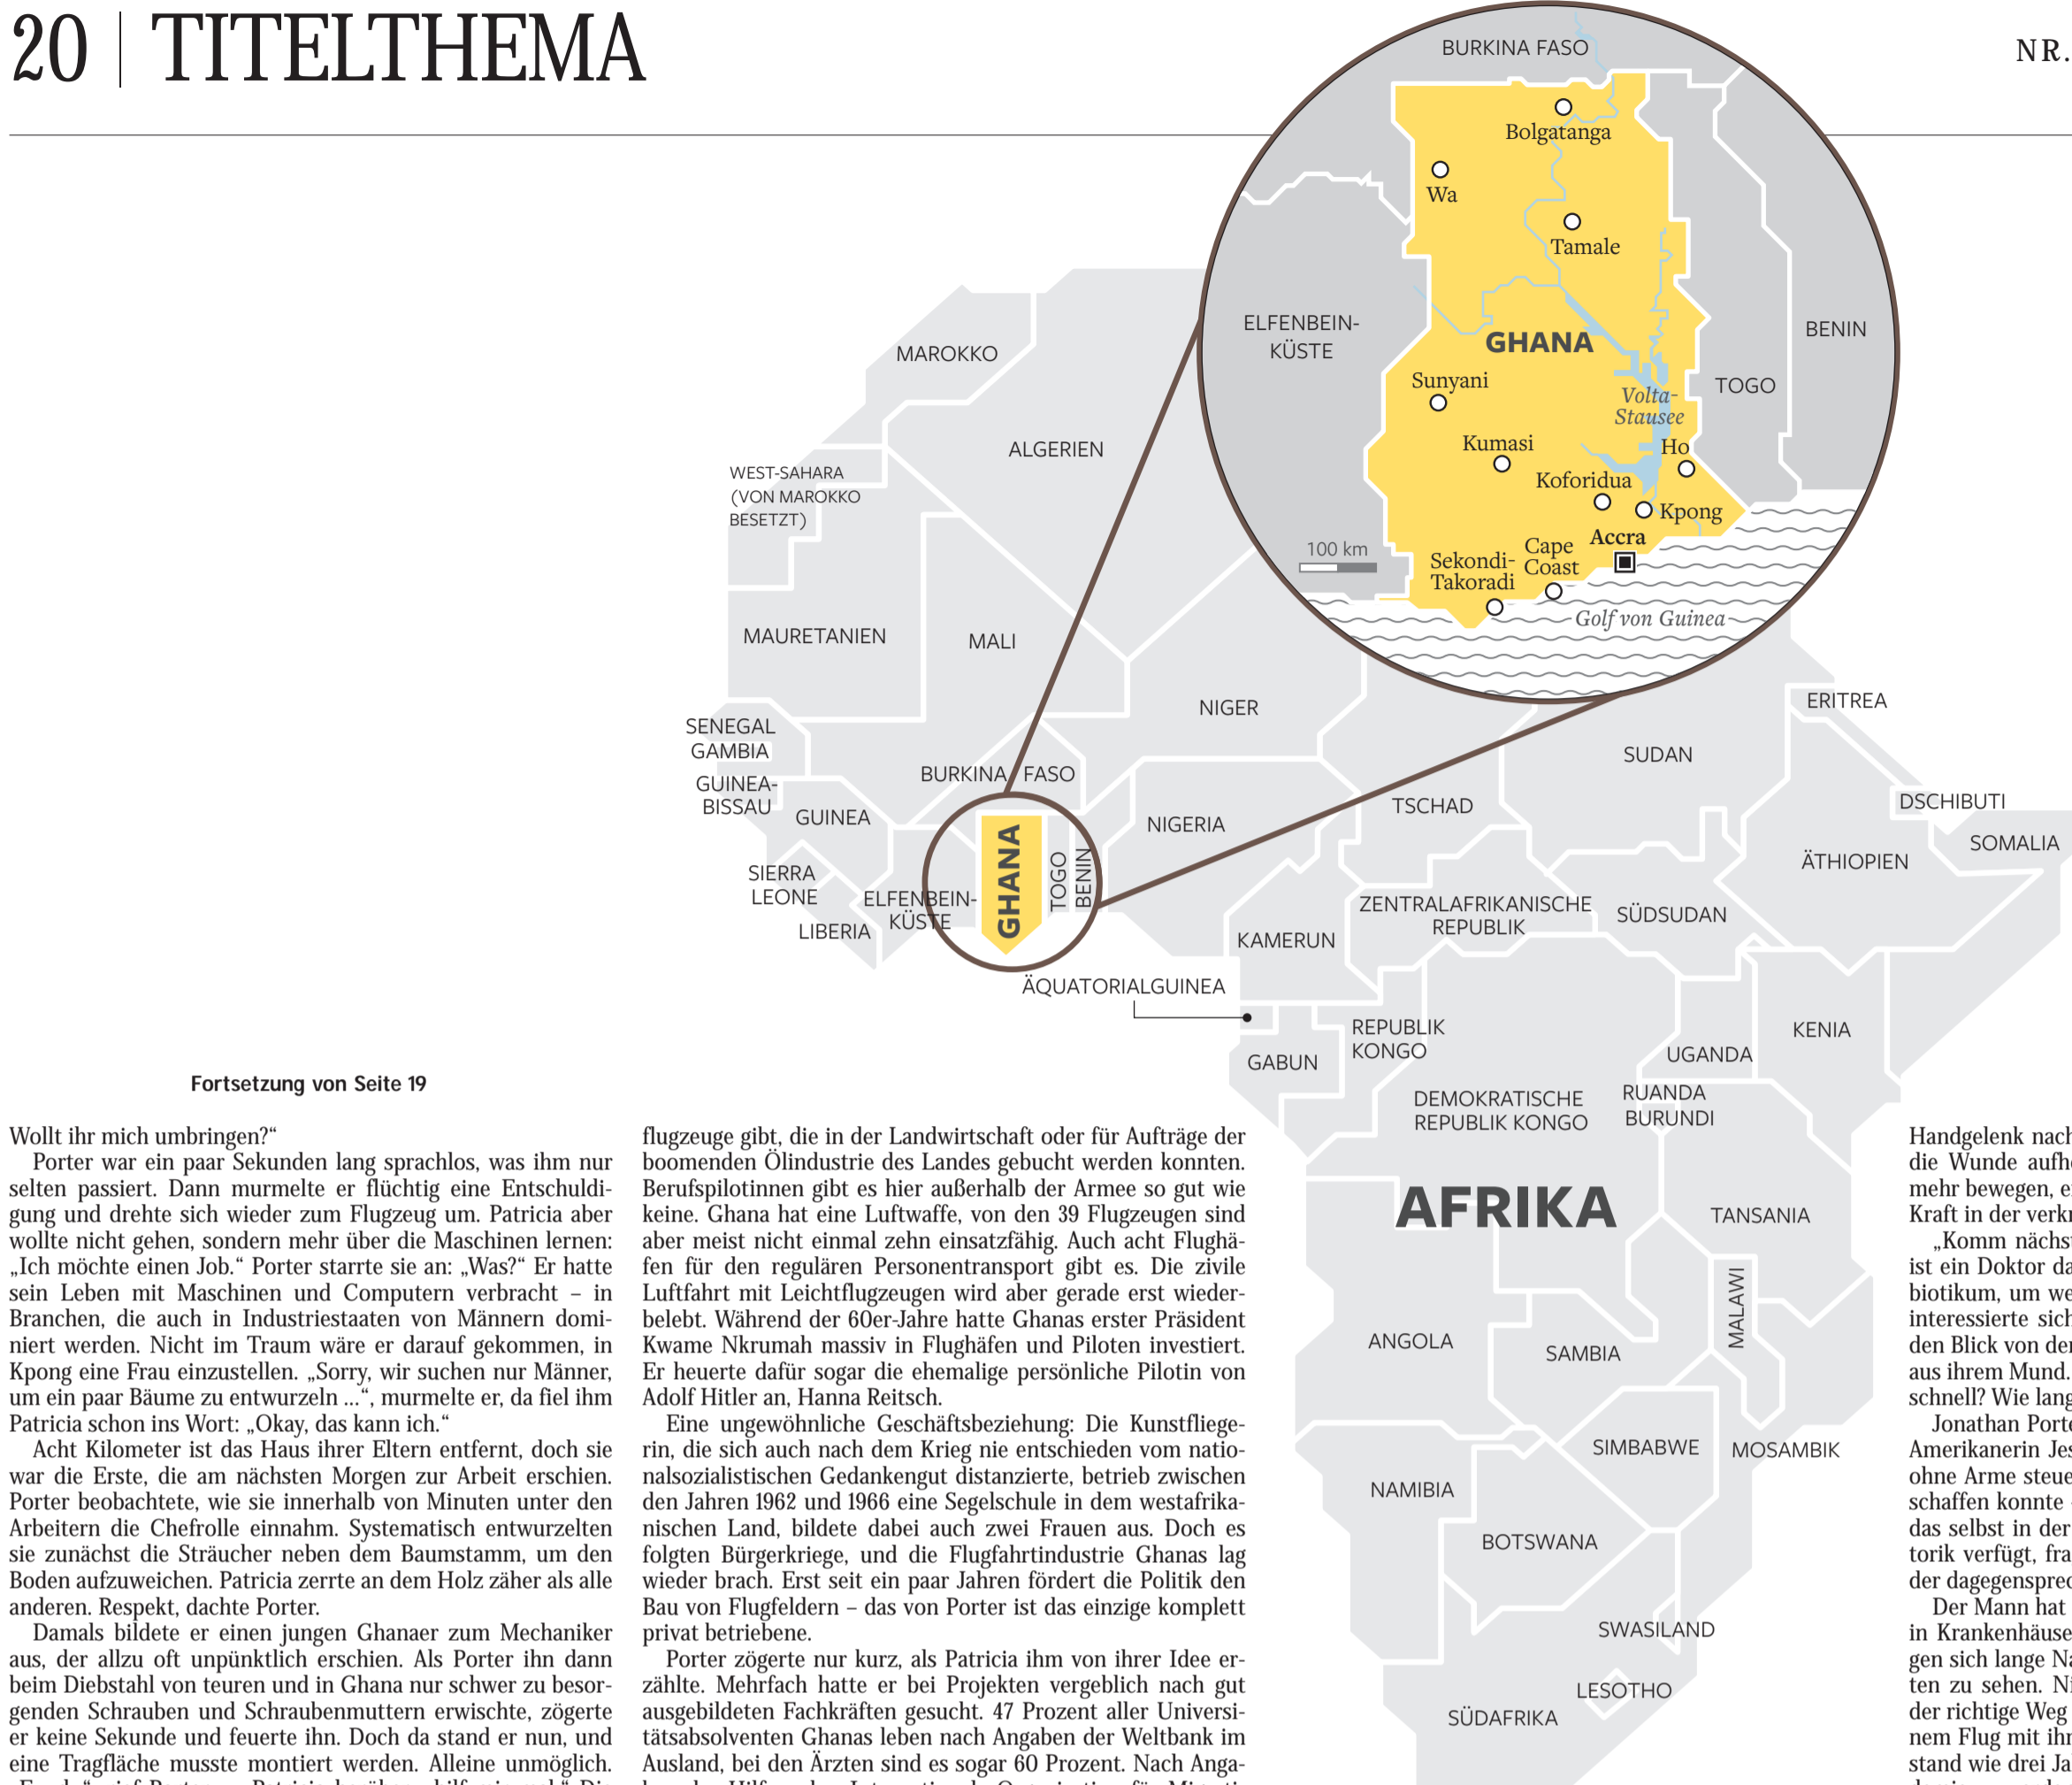 20 | TITELTHEMA
NR.
BURKINA FASO
Bolgatanga
Wa
Tamale
ELFENBEIN-
KÜSTE
GHANA
BENIN
TOGO
Sunyani
Volta-
Stausee
Kumasi
Ho
Koforidua
Kpong
Accra
100 km
Sekondi-
Takoradi
Cape
Coast
Golf von Guinea
MAROKKO
ALGERIEN
WEST-SAHARA
(VON MAROKKO
BESETZT)
MAURETANIEN
MALI
NIGER
ERITREA
SENEGAL
GAMBIA
SUDAN
GUINEA-
BISSAU
BURKINA FASO
TSCHAD
DSCHIBUTI
GUINEA
NIGERIA
SOMALIA
ÄTHIOPIEN
GHANA
TOGO
BENIN
SIERRA
LEONE
ELFENBEIN-
KÜSTE
ZENTRALAFRIKANISCHE
REPUBLIK
SÜDSUDAN
LIBERIA
KAMERUN
ÄQUATORIALGUINEA
REPUBLIK
KONGO
KENIA
GABUN
UGANDA
DEMOKRATISCHE
REPUBLIK KONGO
RUANDA
BURUNDI
AFRIKA
TANSANIA
MALAWI
ANGOLA
SAMBIA
SIMBABWE
MOSAMBIK
NAMIBIA
BOTSWANA
SWASILAND
LESOTHO
SÜDAFRIKA
Fortsetzung von Seite 19
Wollt ihr mich umbringen?“
Porter war ein paar Sekunden lang sprachlos, was ihm nur
selten passiert. Dann murmelte er flüchtig eine Entschuldi-
gung und drehte sich wieder zum Flugzeug um. Patricia aber
wollte nicht gehen, sondern mehr über die Maschinen lernen:
„Ich möchte einen Job.“ Porter starrte sie an: „Was?“ Er hatte
sein Leben mit Maschinen und Computern verbracht – in
Branchen, die auch in Industriestaaten von Männern domi-
niert werden. Nicht im Traum wäre er darauf gekommen, in
Kpong eine Frau einzustellen. „Sorry, wir suchen nur Männer,
um ein paar Bäume zu entwurzeln ...“, murmelte er, da fiel ihm
Patricia schon ins Wort: „Okay, das kann ich.“
Acht Kilometer ist das Haus ihrer Eltern entfernt, doch sie
war die Erste, die am nächsten Morgen zur Arbeit erschien.
Porter beobachtete, wie sie innerhalb von Minuten unter den
Arbeitern die Chefrolle einnahm. Systematisch entwurzelten
sie zunächst die Sträucher neben dem Baumstamm, um den
Boden aufzuweichen. Patricia zerrte an dem Holz zäher als alle
anderen. Respekt, dachte Porter.
Damals bildete er einen jungen Ghanaer zum Mechaniker
aus, der allzu oft unpünktlich erschien. Als Porter ihn dann
beim Diebstahl von teuren und in Ghana nur schwer zu besor-
genden Schrauben und Schraubenmuttern erwischte, zögerte
er keine Sekunde und feuerte ihn. Doch da stand er nun, und
eine Tragfläche musste montiert werden. Alleine unmöglich.
flugzeuge gibt, die in der Landwirtschaft oder für Aufträge der
boomenden Ölindustrie des Landes gebucht werden konnten.
Berufspilotinnen gibt es hier außerhalb der Armee so gut wie
keine. Ghana hat eine Luftwaffe, von den 39 Flugzeugen sind
aber meist nicht einmal zehn einsatzfähig. Auch acht Flughä-
fen für den regulären Personentransport gibt es. Die zivile
Luftfahrt mit Leichtflugzeugen wird aber gerade erst wieder-
belebt. Während der 60er-Jahre hatte Ghanas erster Präsident
Kwame Nkrumah massiv in Flughäfen und Piloten investiert.
Er heuerte dafür sogar die ehemalige persönliche Pilotin von
Adolf Hitler an, Hanna Reitsch.
Eine ungewöhnliche Geschäftsbeziehung: Die Kunstfliege-
rin, die sich auch nach dem Krieg nie entschieden vom natio-
nalsozialistischen Gedankengut distanzierte, betrieb zwischen
den Jahren 1962 und 1966 eine Segelschule in dem westafrika-
nischen Land, bildete dabei auch zwei Frauen aus. Doch es
folgten Bürgerkriege, und die Flugfahrtindustrie Ghanas lag
wieder brach. Erst seit ein paar Jahren fördert die Politik den
Bau von Flugfeldern – das von Porter ist das einzige komplett
privat betriebene.
Porter zögerte nur kurz, als Patricia ihm von ihrer Idee er-
zählte. Mehrfach hatte er bei Projekten vergeblich nach gut
ausgebildeten Fachkräften gesucht. 47 Prozent aller Universi-
tätsabsolventen Ghanas leben nach Angaben der Weltbank im
Ausland, bei den Ärzten sind es sogar 60 Prozent. Nach Anga-
Handgelenk nach
die Wunde aufh
mehr bewegen, e
Kraft in der verk
„Komm nächs
ist ein Doktor da
biotikum, um we
interessierte sich
den Blick von de
aus ihrem Mund.
schnell? Wie lang
Jonathan Porte
Amerikanerin Jes
ohne Arme steue
schaffen konnte
das selbst in der
torik verfügt, fra
der dagegensprec
Der Mann hat
in Krankenhäuse
gen sich lange Na
ten zu sehen. Ni
der richtige Weg
nem Flug mit ihr
stand wie drei Ja